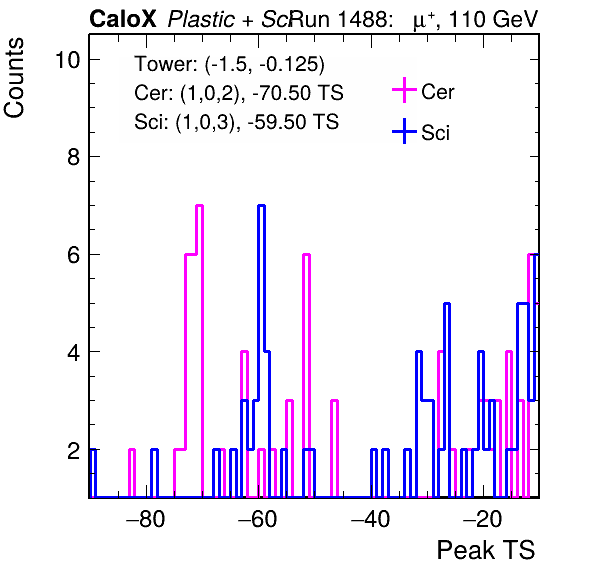 CaloX Plastic + Sci Run 1488: μ⁺, 110 GeV
Counts
Tower: (-1.5, -0.125)
Cer: (1,0,2), -70.50 TS
Sci: (1,0,3), -59.50 TS
Cer
Sci
10
8
6
4
2
−80 −60 −40 −20
Peak TS